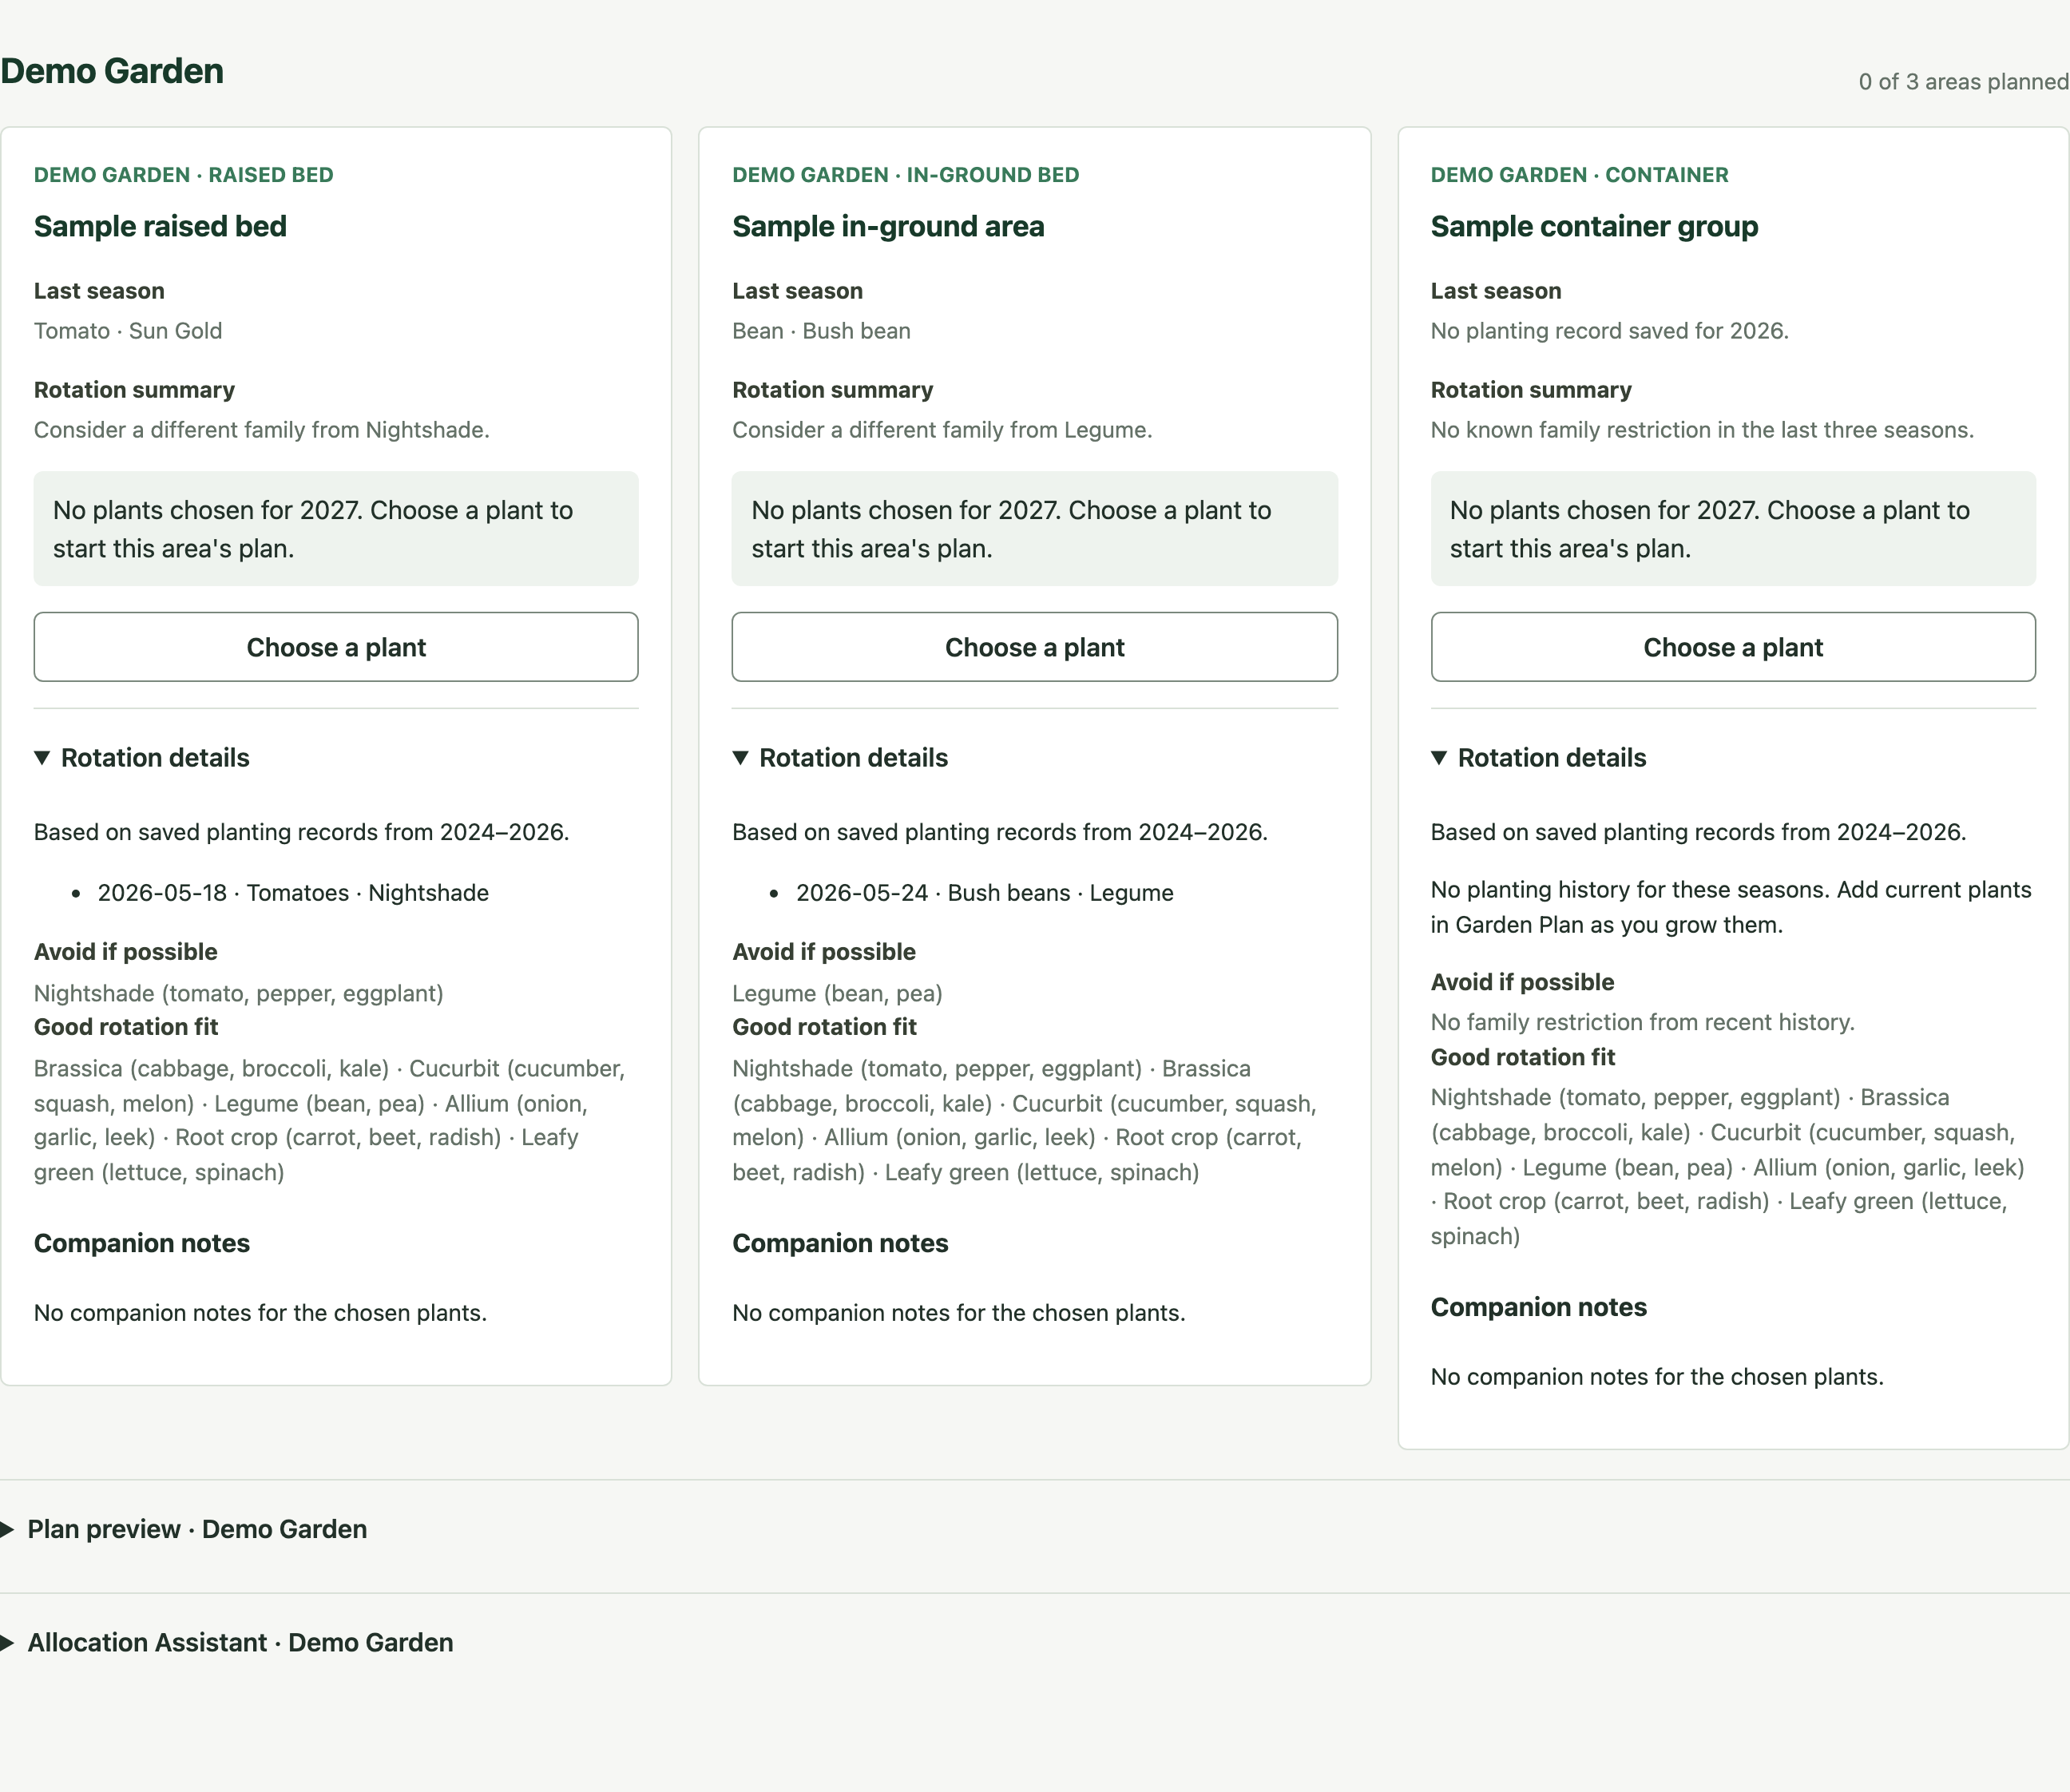 Demo Garden
0 of 3 areas planned
DEMO GARDEN · RAISED BED
Sample raised bed
Last season
Tomato · Sun Gold
Rotation summary
Consider a different family from Nightshade.
No plants chosen for 2027. Choose a plant to
start this area's plan.
Choose a plant
▼ Rotation details
Based on saved planting records from 2024–2026.
• 2026-05-18 · Tomatoes · Nightshade
Avoid if possible
Nightshade (tomato, pepper, eggplant)
Good rotation fit
Brassica (cabbage, broccoli, kale) · Cucurbit (cucumber,
squash, melon) · Legume (bean, pea) · Allium (onion,
garlic, leek) · Root crop (carrot, beet, radish) · Leafy
green (lettuce, spinach)
Companion notes
No companion notes for the chosen plants.
DEMO GARDEN · IN-GROUND BED
Sample in-ground area
Last season
Bean · Bush bean
Rotation summary
Consider a different family from Legume.
No plants chosen for 2027. Choose a plant to
start this area's plan.
Choose a plant
▼ Rotation details
Based on saved planting records from 2024–2026.
• 2026-05-24 · Bush beans · Legume
Avoid if possible
Legume (bean, pea)
Good rotation fit
Nightshade (tomato, pepper, eggplant) · Brassica
(cabbage, broccoli, kale) · Cucurbit (cucumber, squash,
melon) · Allium (onion, garlic, leek) · Root crop (carrot,
beet, radish) · Leafy green (lettuce, spinach)
Companion notes
No companion notes for the chosen plants.
DEMO GARDEN · CONTAINER
Sample container group
Last season
No planting record saved for 2026.
Rotation summary
No known family restriction in the last three seasons.
No plants chosen for 2027. Choose a plant to
start this area's plan.
Choose a plant
▼ Rotation details
Based on saved planting records from 2024–2026.
No planting history for these seasons. Add current plants
in Garden Plan as you grow them.
Avoid if possible
No family restriction from recent history.
Good rotation fit
Nightshade (tomato, pepper, eggplant) · Brassica
(cabbage, broccoli, kale) · Cucurbit (cucumber, squash,
melon) · Legume (bean, pea) · Allium (onion, garlic, leek)
· Root crop (carrot, beet, radish) · Leafy green (lettuce,
spinach)
Companion notes
No companion notes for the chosen plants.
▶ Plan preview · Demo Garden
▶ Allocation Assistant · Demo Garden